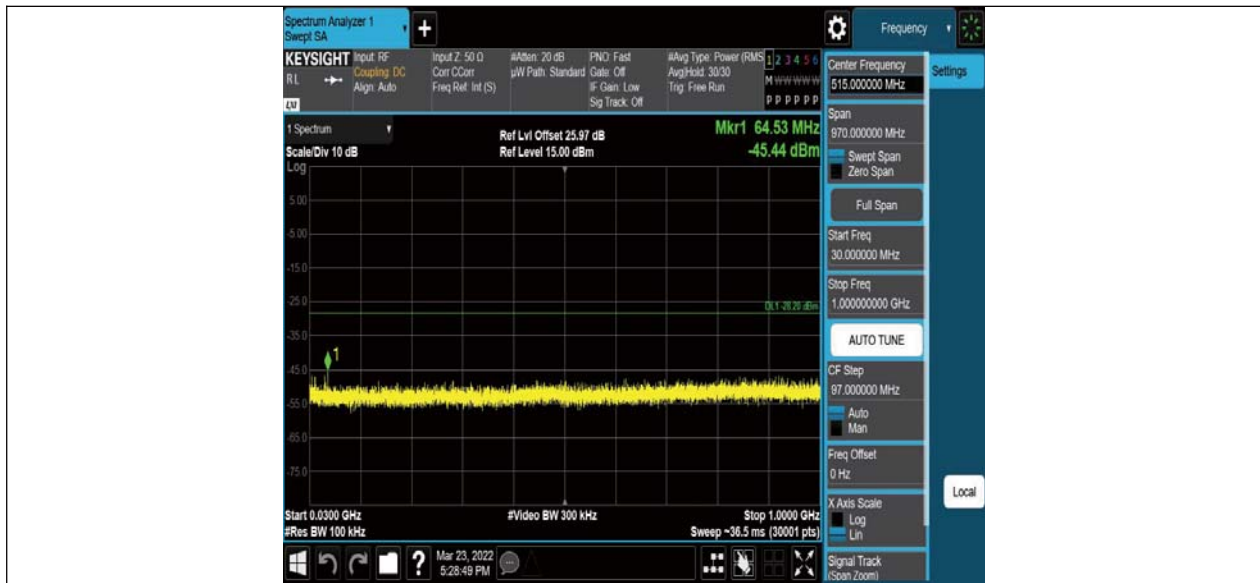 Spectrum Analyzer 1
Swept SA
+
Frequency
KEYSIGHT
RL
LXI
Input: RF
Coupling: DC
Align: Auto
Input Z: 50 Ω
Corr CCorr
Freq Ref: Int (S)
#Atten: 20 dB
µW Path: Standard
PNO: Fast
Gate: Off
IF Gain: Low
Sig Track: Off
#Avg Type: Power (RMS
Avg|Hold: 30/30
Trig: Free Run
1 2 3 4 5 6
M W W W W W
P P P P P P
Center Frequency
515.000000 MHz
Settings
Span
970.000000 MHz
Swept Span
Zero Span
Full Span
Start Freq
30.000000 MHz
Stop Freq
1.000000000 GHz
AUTO TUNE
CF Step
97.000000 MHz
Auto
Man
Freq Offset
0 Hz
X Axis Scale
Log
Lin
Signal Track
(Span Zoom)
Local
1 Spectrum
Scale/Div 10 dB
Ref Lvl Offset 25.97 dB
Ref Level 15.00 dBm
Mkr1 64.53 MHz
-45.44 dBm
Log
5.00
-5.00
-15.0
-25.0
DL1 -28.20 dBm
-35.0
1
-45.0
-55.0
-65.0
-75.0
Start 0.0300 GHz
#Res BW 100 kHz
#Video BW 300 kHz
Stop 1.0000 GHz
Sweep ~36.5 ms (30001 pts)
?
Mar 23, 2022
5:28:49 PM